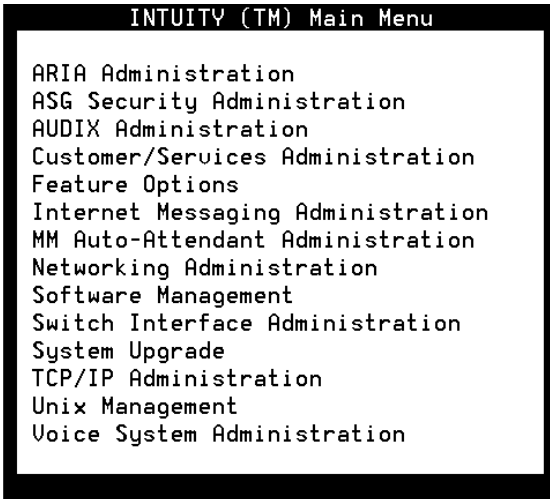 INTUITY (TM) Main Menu
ARIA Administration
ASG Security Administration
AUDIX Administration
Customer/Services Administration
Feature Options
Internet Messaging Administration
MM Auto-Attendant Administration
Networking Administration
Software Management
Switch Interface Administration
System Upgrade
TCP/IP Administration
Unix Management
Voice System Administration